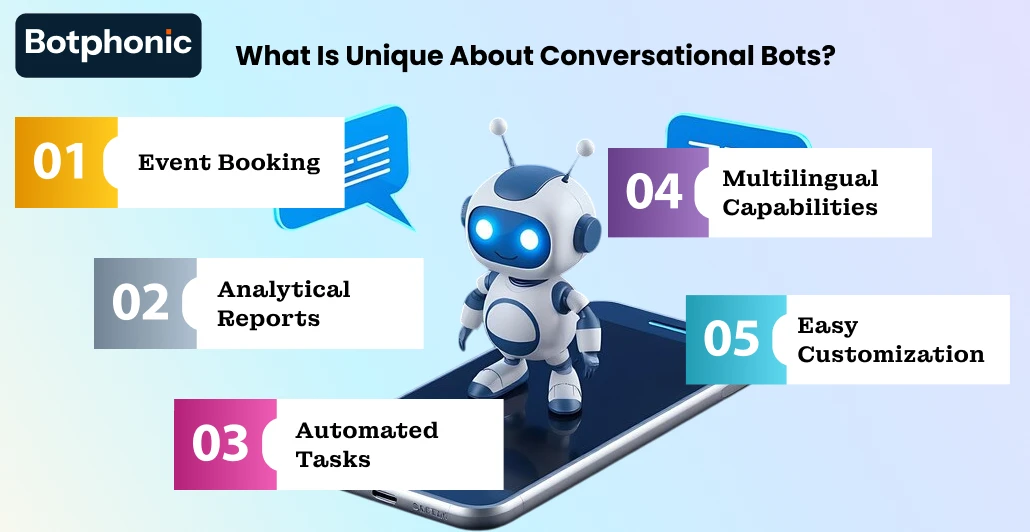 Botphonic
What Is Unique About Conversational Bots?
01
Event Booking
02
Analytical
Reports
03
Automated
Tasks
04
Multilingual
Capabilities
05
Easy
Customization